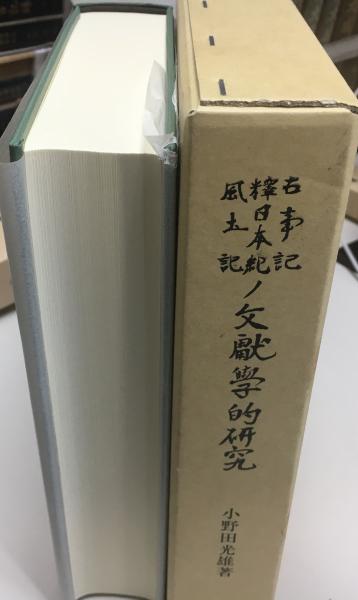 古事記
釋日本紀
風土記
ノ文獻學的研究
小野田光雄著